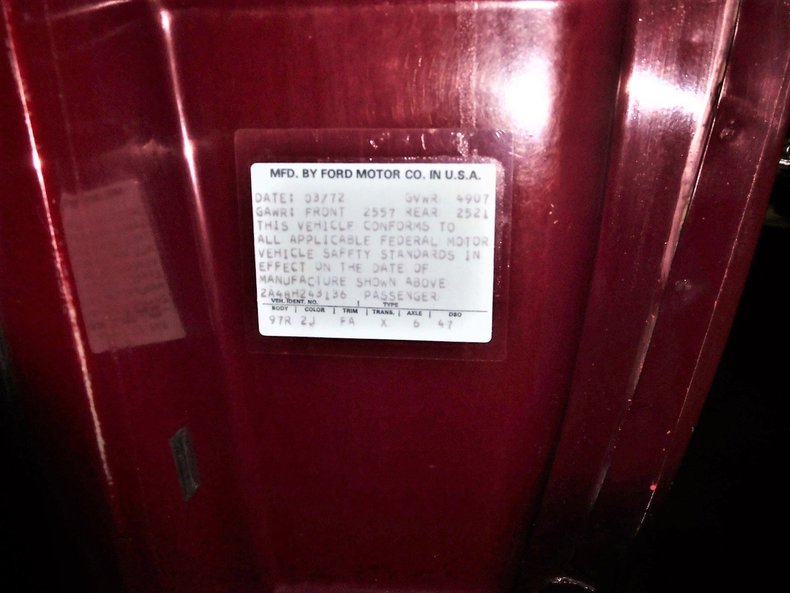 MFD. BY FORD MOTOR CO. IN U.S.A.
DATE: 03/72 GVWR 4907
GAWR: FRONT 2557 REAR 2521
THIS VEHICLE CONFORMS TO
ALL APPLICABLE FEDERAL MOTOR
VEHICLE SAFETY STANDARDS IN
EFFECT ON THE DATE OF
MANUFACTURE SHOWN ABOVE
2A48H243136 PASSENGER
VEH. IDENT. NO. TYPE
BODY COLOR TRIM TRANS. AXLE DSO
97R 2J FA X 6 47